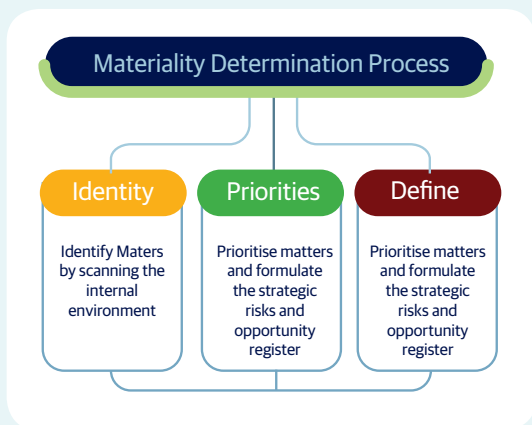 Materiality Determination Process
Identity
Identify Maters
by scanning the
internal
environment
Priorities
Prioritise matters
and formulate
the strategic
risks and
opportunity
register
Define
Prioritise matters
and formulate
the strategic
risks and
opportunity
register